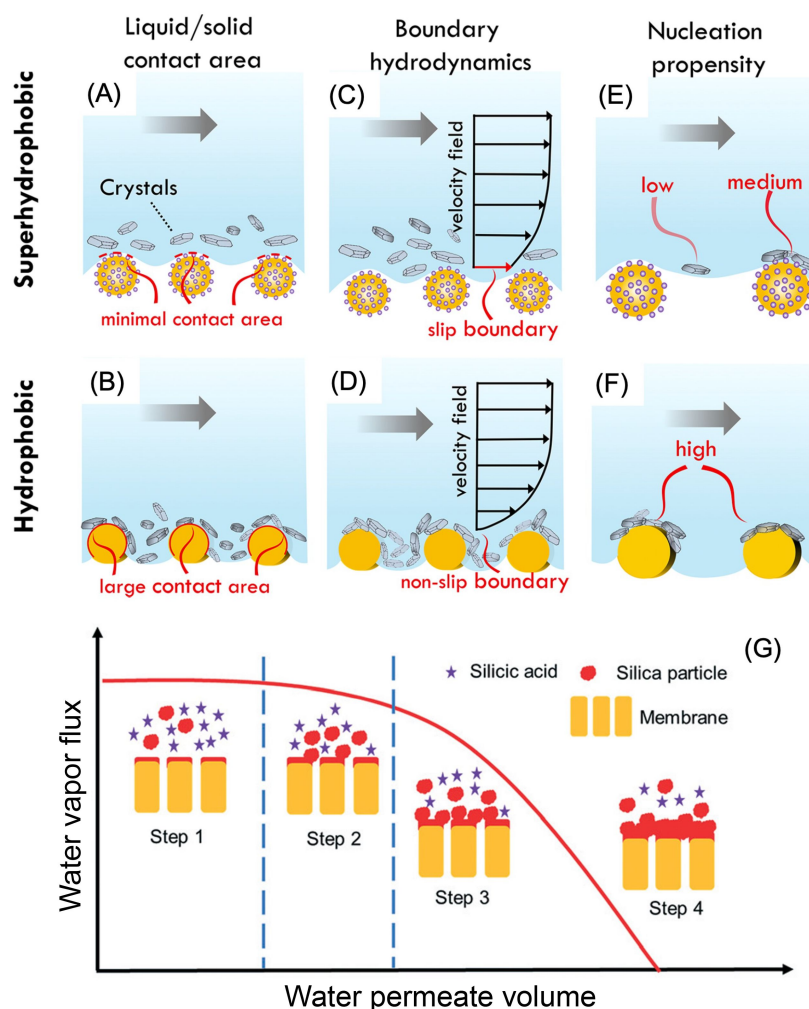 Liquid/solid
contact area
Boundary
hydrodynamics
Nucleation
propensity
Superhydrophobic
(A)
Crystals
minimal contact area
(C)
velocity field
slip boundary
(E)
low
medium
Hydrophobic
(B)
large contact area
(D)
velocity field
non-slip boundary
(F)
high
(G)
Silicic acid
Silica particle
Membrane
Water vapor flux
Step 1
Step 2
Step 3
Step 4
Water permeate volume